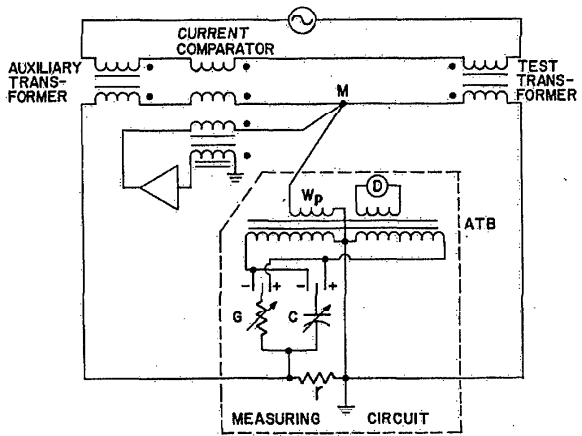 CURRENT
COMPARATOR
AUXILIARY
TRANS-
FORMER
TEST
TRANS-
FORMER
M
Wp
D
ATB
- + - +
G
C
r
MEASURING CIRCUIT